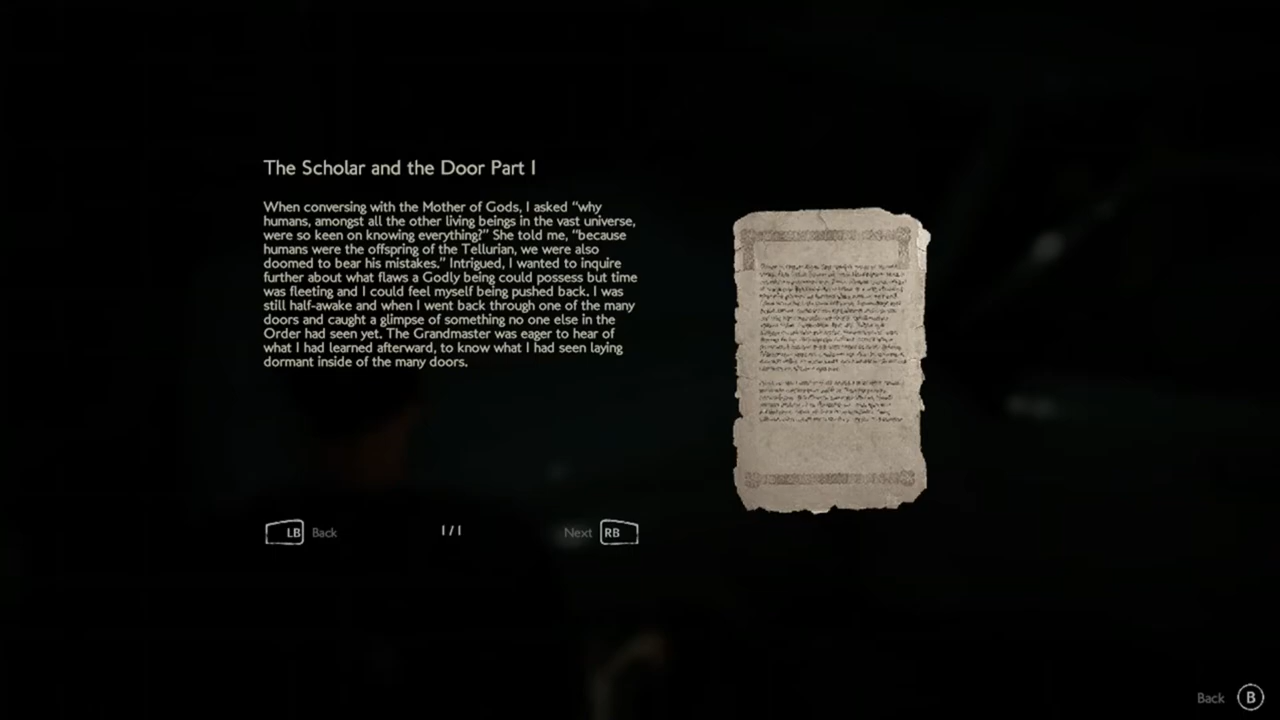 The Scholar and the Door Part I
When conversing with the Mother of Gods, I asked “why
humans, amongst all the other living beings in the vast universe,
were so keen on knowing everything?” She told me, “because
humans were the offspring of the Tellurian, we were also
doomed to bear his mistakes.” Intrigued, I wanted to inquire
further about what flaws a Godly being could possess but time
was fleeting and I could feel myself being pushed back. I was
still half-awake and when I went back through one of the many
doors and caught a glimpse of something no one else in the
Order had seen yet. The Grandmaster was eager to hear of
what I had learned afterward, to know what I had seen laying
dormant inside of the many doors.
LB Back 1/1 Next RB
Back B